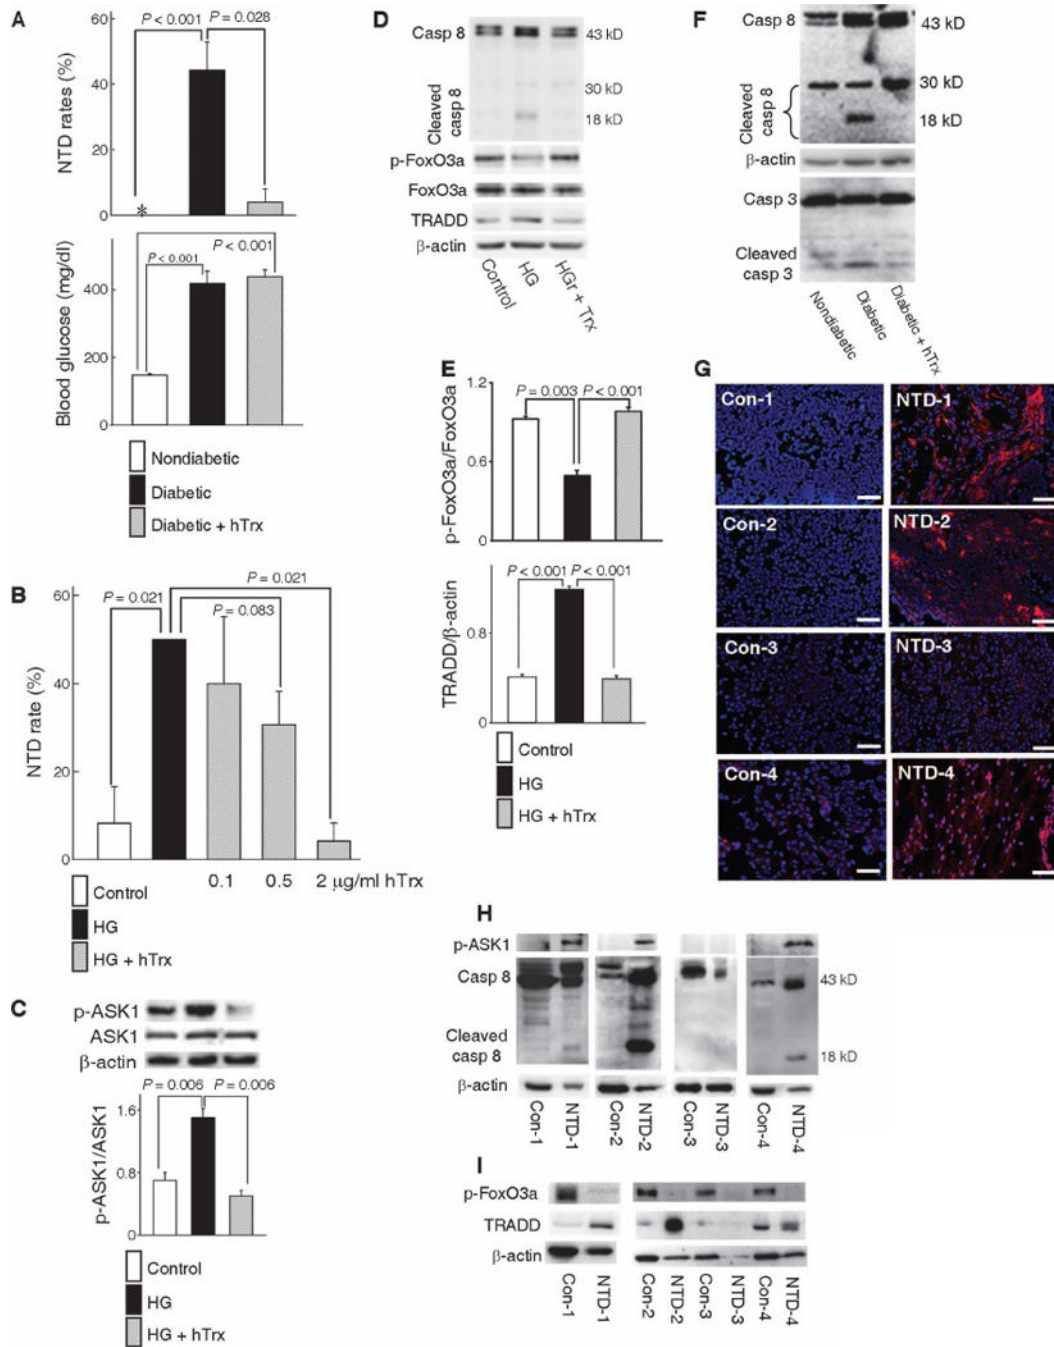 A
P < 0.001
P = 0.028
NTD rates (%)
60
40
20
0
*
P < 0.001
P < 0.001
Blood glucose (mg/dl)
400
200
0
Nondiabetic
Diabetic
Diabetic + hTrx
B
P = 0.021
P = 0.021
P = 0.083
NTD rate (%)
60
40
20
0
0.1
0.5
2 μg/ml hTrx
Control
HG
HG + hTrx
C
p-ASK1
ASK1
β-actin
P = 0.006
P = 0.006
p-ASK1/ASK1
1.6
0.8
0
Control
HG
HG + hTrx
D
Casp 8
43 kD
30 kD
Cleaved
casp 8
18 kD
p-FoxO3a
FoxO3a
TRADD
β-actin
Control
HG
HGr + Trx
E
P = 0.003
P < 0.001
p-FoxO3a/FoxO3a
1.2
0.6
0
P < 0.001
P < 0.001
TRADD/β-actin
0.8
0
Control
HG
HG + hTrx
F
Casp 8
43 kD
30 kD
Cleaved
casp 8
18 kD
β-actin
Casp 3
Cleaved
casp 3
Nondiabetic
Diabetic
Diabetic + hTrx
G
Con-1
NTD-1
Con-2
NTD-2
Con-3
NTD-3
Con-4
NTD-4
H
p-ASK1
Casp 8
43 kD
Cleaved
casp 8
18 kD
β-actin
Con-1
NTD-1
Con-2
NTD-2
Con-3
NTD-3
Con-4
NTD-4
I
p-FoxO3a
TRADD
β-actin
Con-1
NTD-1
Con-2
NTD-2
Con-3
NTD-3
Con-4
NTD-4